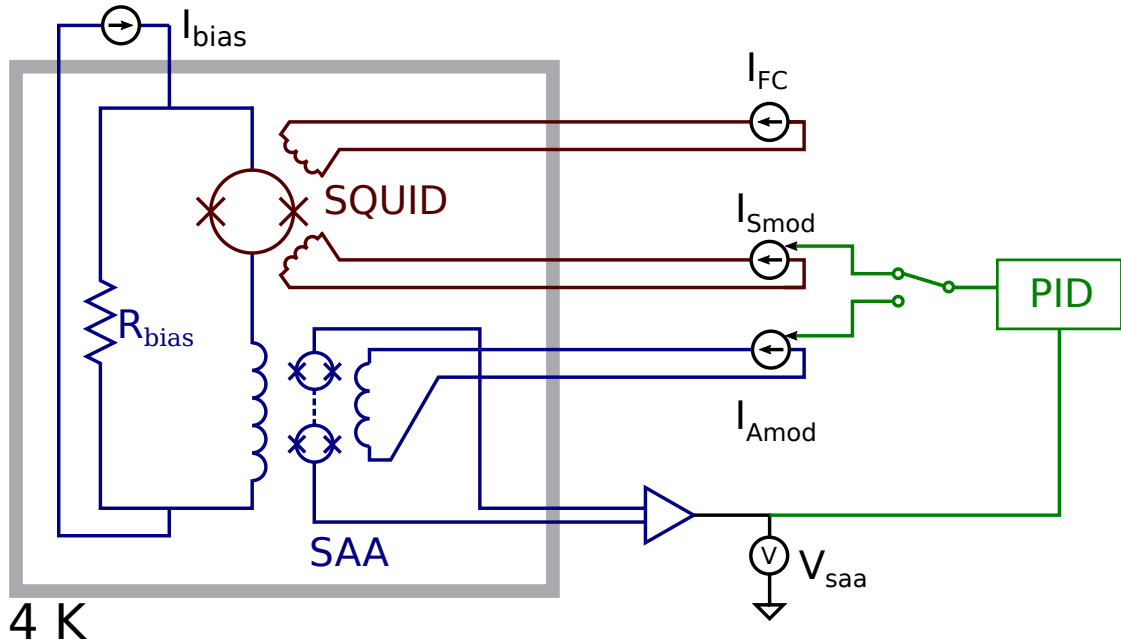 I_bias
I_FC
SQUID
I_Smod
PID
R_bias
I_Amod
SAA
V
V_saa
4 K